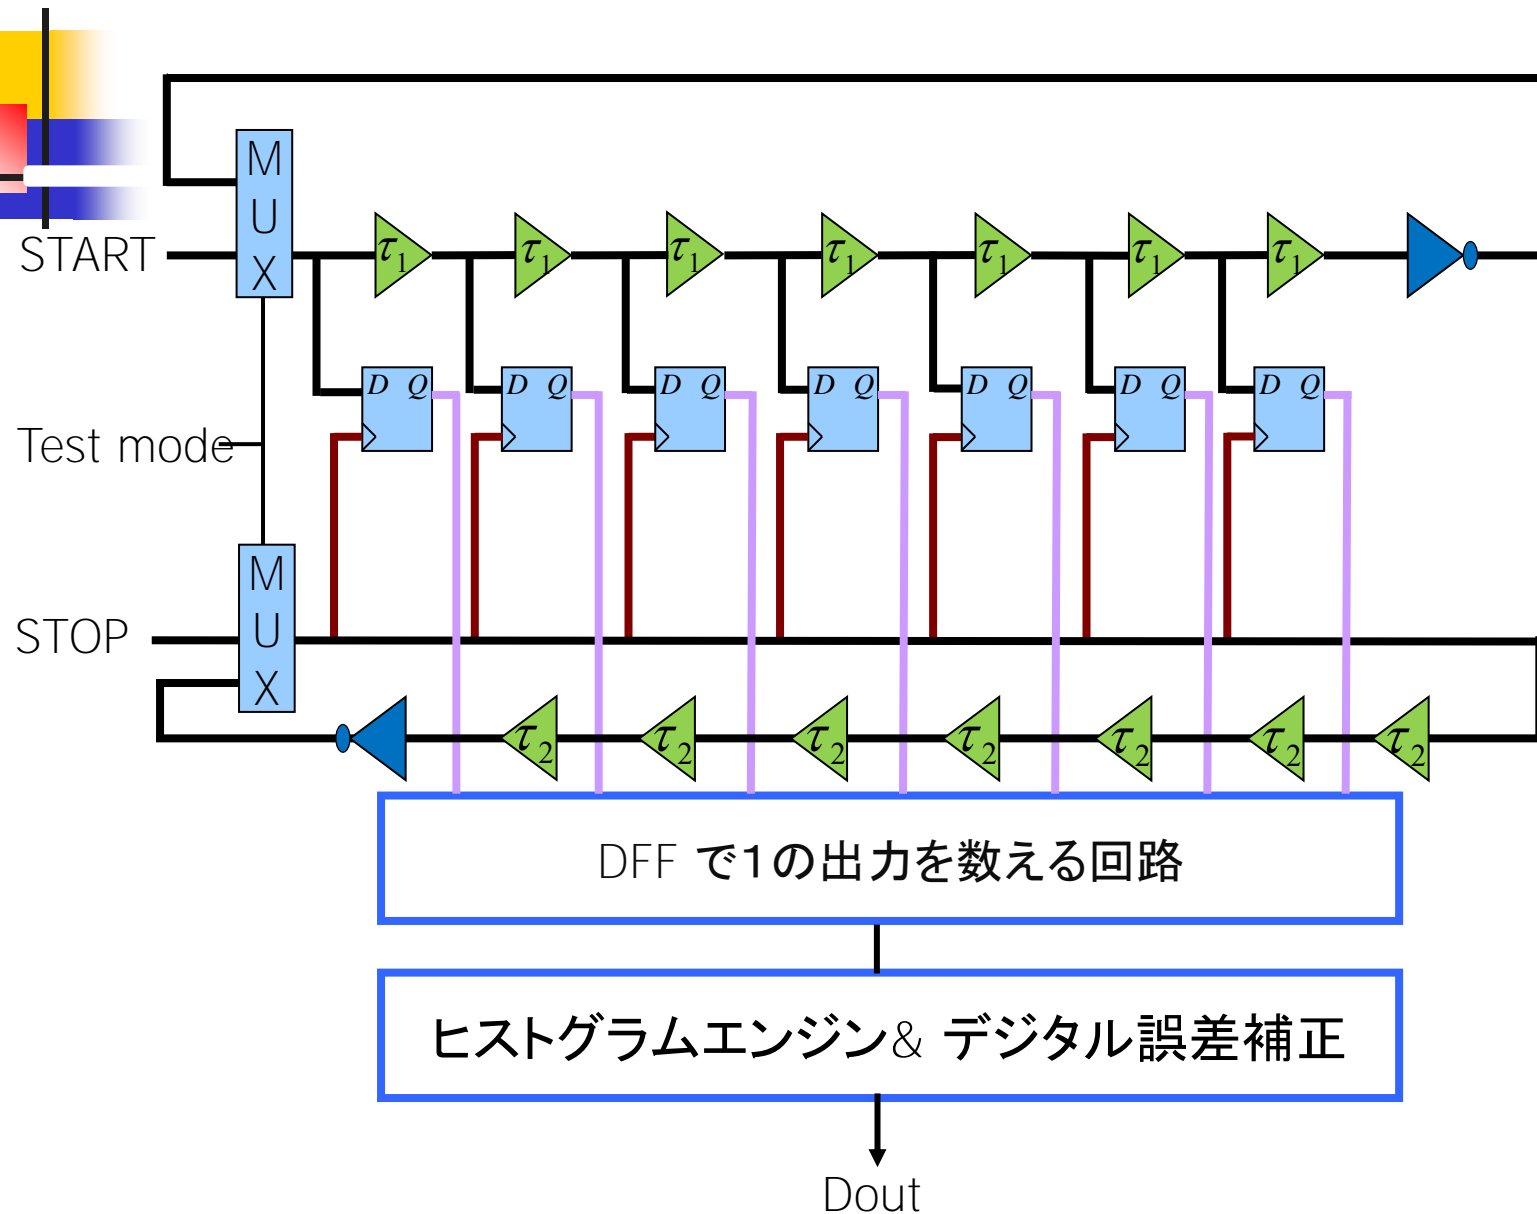 M
U
X
START
τ1 τ1 τ1 τ1 τ1 τ1 τ1
D Q D Q D Q D Q D Q D Q D Q
Test mode
M
U
X
STOP
τ2 τ2 τ2 τ2 τ2 τ2 τ2
DFF で1の出力を数える回路
ヒストグラムエンジン& デジタル誤差補正
Dout